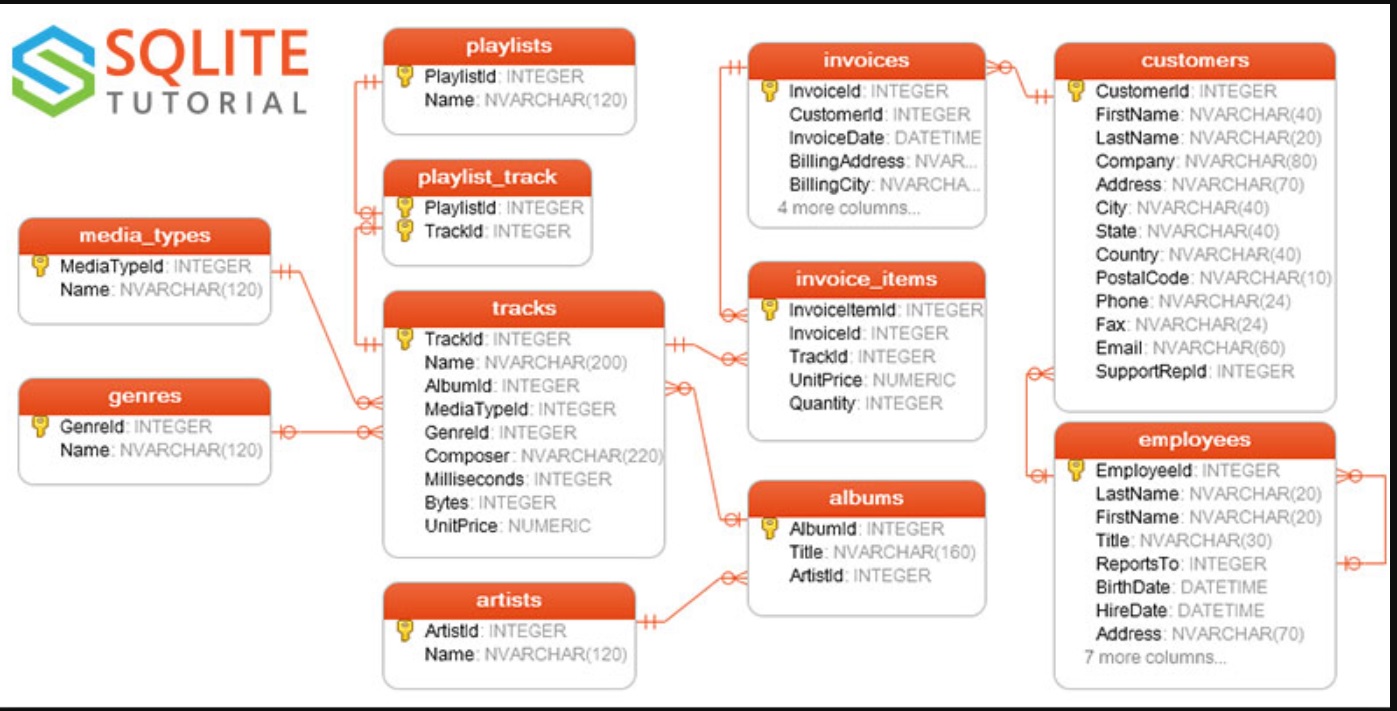 SQLITE
TUTORIAL
playlists
PlaylistId: INTEGER
Name: NVARCHAR(120)
playlist_track
PlaylistId: INTEGER
TrackId: INTEGER
media_types
MediaTypeId: INTEGER
Name: NVARCHAR(120)
genres
GenreId: INTEGER
Name: NVARCHAR(120)
tracks
TrackId: INTEGER
Name: NVARCHAR(200)
AlbumId: INTEGER
MediaTypeId: INTEGER
GenreId: INTEGER
Composer: NVARCHAR(220)
Milliseconds: INTEGER
Bytes: INTEGER
UnitPrice: NUMERIC
artists
ArtistId: INTEGER
Name: NVARCHAR(120)
invoices
InvoiceId: INTEGER
CustomerId: INTEGER
InvoiceDate: DATETIME
BillingAddress: NVAR...
BillingCity: NVARCHA...
4 more columns...
invoice_items
InvoiceItemId: INTEGER
InvoiceId: INTEGER
TrackId: INTEGER
UnitPrice: NUMERIC
Quantity: INTEGER
albums
AlbumId: INTEGER
Title: NVARCHAR(160)
ArtistId: INTEGER
customers
CustomerId: INTEGER
FirstName: NVARCHAR(40)
LastName: NVARCHAR(20)
Company: NVARCHAR(80)
Address: NVARCHAR(70)
City: NVARCHAR(40)
State: NVARCHAR(40)
Country: NVARCHAR(40)
PostalCode: NVARCHAR(10)
Phone: NVARCHAR(24)
Fax: NVARCHAR(24)
Email: NVARCHAR(60)
SupportRepId: INTEGER
employees
EmployeeId: INTEGER
LastName: NVARCHAR(20)
FirstName: NVARCHAR(20)
Title: NVARCHAR(30)
ReportsTo: INTEGER
BirthDate: DATETIME
HireDate: DATETIME
Address: NVARCHAR(70)
7 more columns...